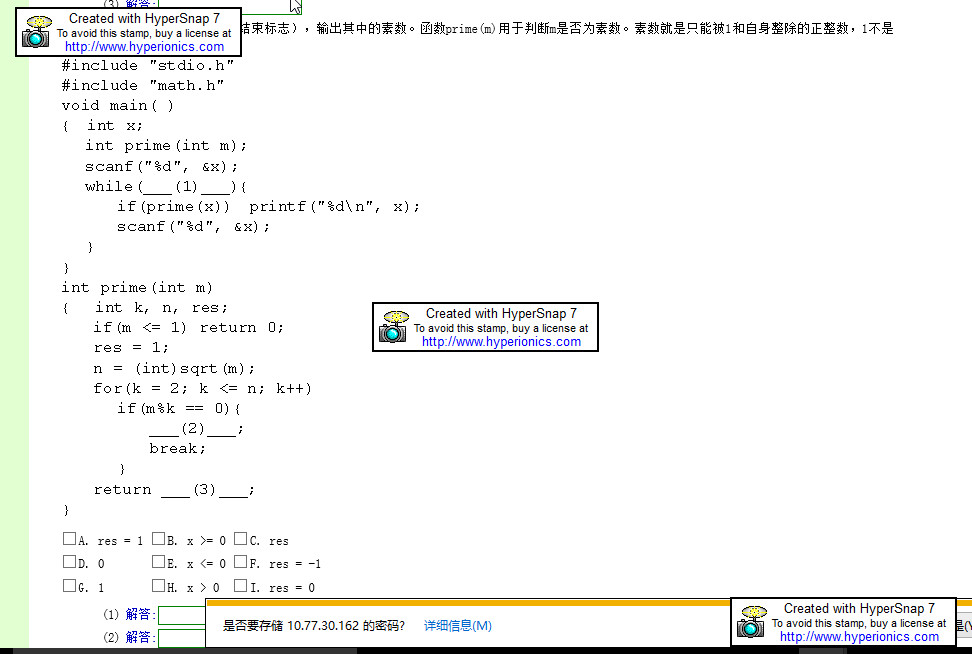 (3) 解答:
Created with HyperSnap 7
To avoid this stamp, buy a license at
http://www.hyperionics.com
结束标志），输出其中的素数。函数prime(m)用于判断m是否为素数。素数就是只能被1和自身整除的正整数，1不是
#include "stdio.h"
#include "math.h"
void main( )
{ int x;
int prime(int m);
scanf("%d", &x);
while(___(1)___){
if(prime(x)) printf("%d\n", x);
scanf("%d", &x);
}
}
int prime(int m)
{ int k, n, res;
if(m <= 1) return 0;
res = 1;
n = (int)sqrt(m);
for(k = 2; k <= n; k++)
if(m%k == 0){
___(2)___;
break;
}
return ___(3)___;
}
Created with HyperSnap 7
To avoid this stamp, buy a license at
http://www.hyperionics.com
A. res = 1 B. x >= 0 C. res
D. 0 E. x <= 0 F. res = -1
G. 1 H. x > 0 I. res = 0
(1) 解答:
(2) 解答:
是否要存储 10.77.30.162 的密码? 详细信息(M)
Created with HyperSnap 7
To avoid this stamp, buy a license at
http://www.hyperionics.com
是(Y